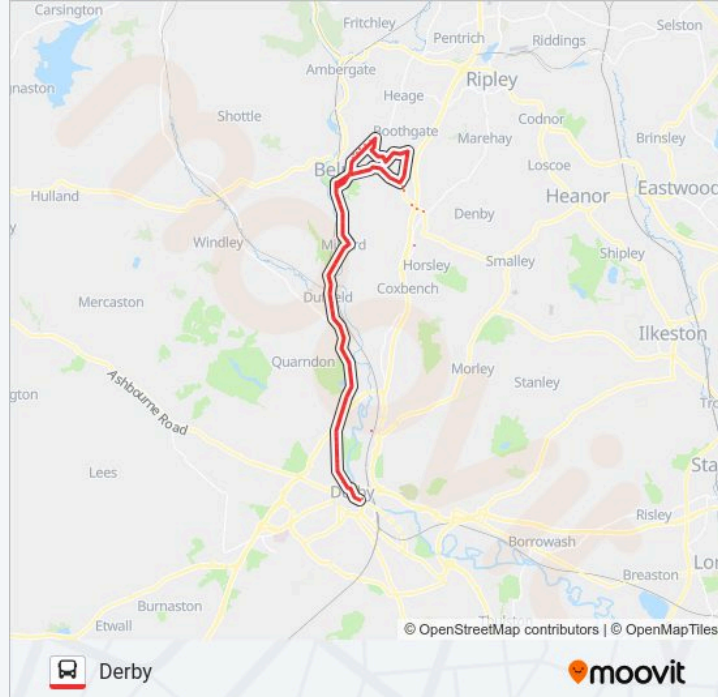 Carsington
Fritchley
Selston
Pentrich
Riddings
Ambergate
Ripley
Heage
Shottle
Codnor
Roothgate
Marehay
Brinsley
Loscoe
Hulland
Heanor
Eastwood
Windley
Denby
Horsley
Smalley
Shipley
Coxbench
Mercaston
Ilkeston
Quarndon
Morley
Stanley
Ashbourne Road
Lees
Derby
Risley
Borrowash
Breaston
Burnaston
Etwall
© OpenStreetMap contributors | © OpenMapTiles
Derby
moovit